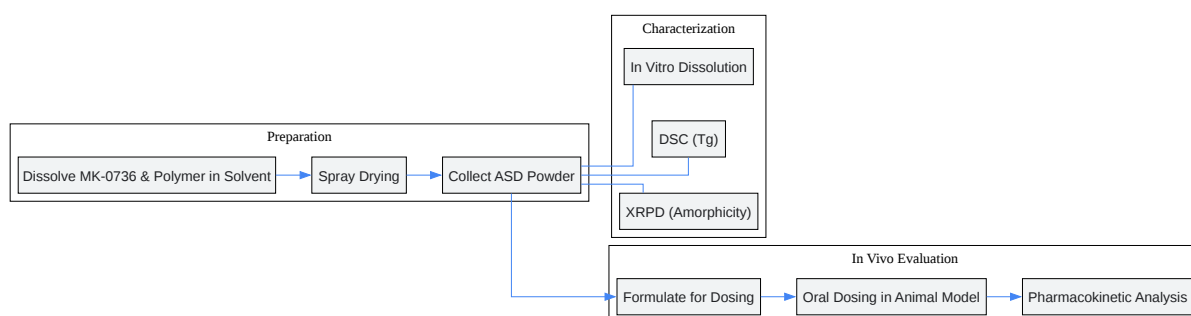 Preparation
Dissolve MK-0736 & Polymer in Solvent
Spray Drying
Collect ASD Powder
Characterization
In Vitro Dissolution
DSC (Tg)
XRPD (Amorphicity)
In Vivo Evaluation
Formulate for Dosing
Oral Dosing in Animal Model
Pharmacokinetic Analysis